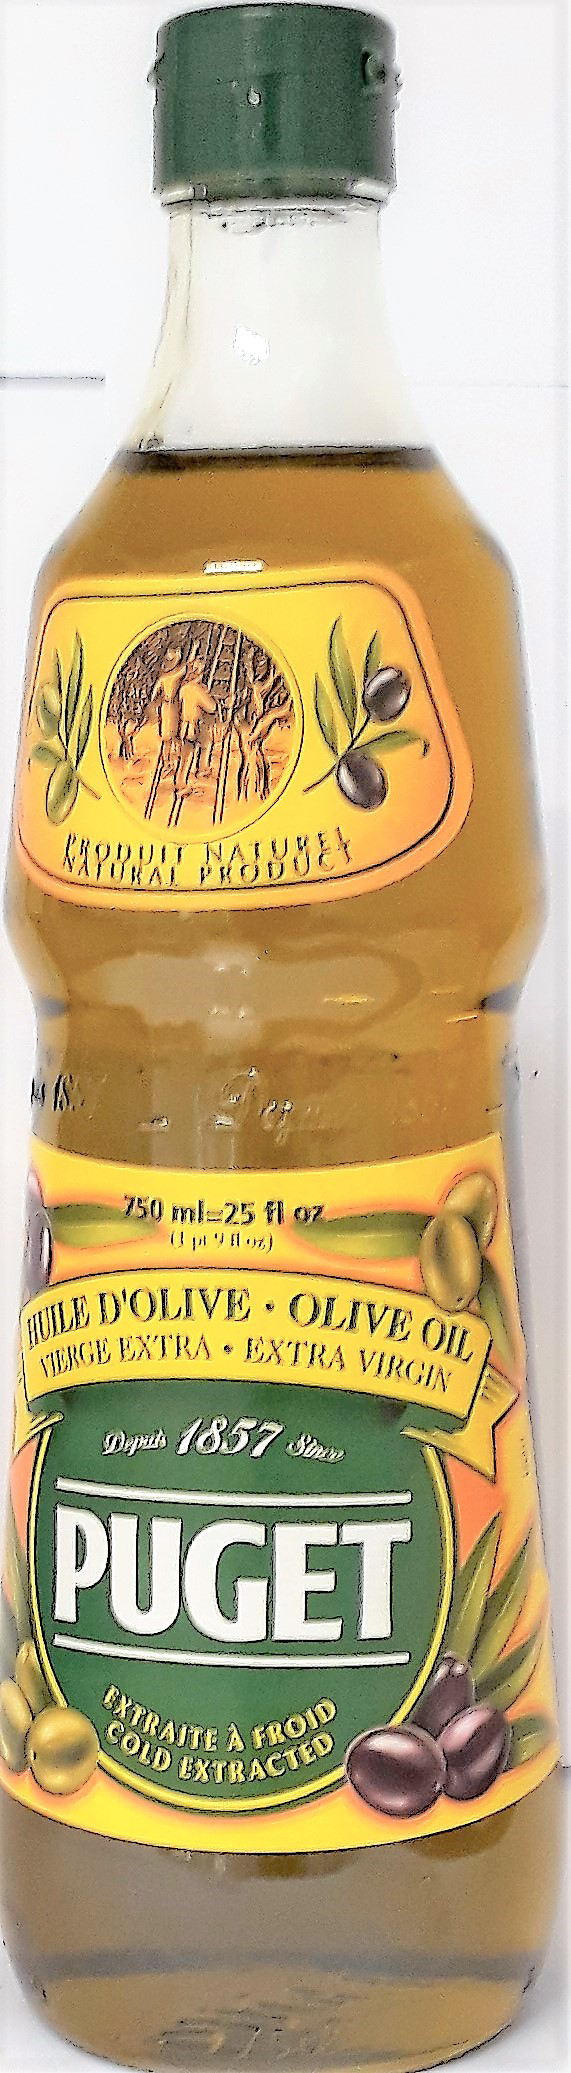 PRODUIT NATUREL
NATURAL PRODUCT
750 ml=25 fl oz
(1 pt 9 fl oz)
HUILE D'OLIVE • OLIVE OIL
VIERGE EXTRA • EXTRA VIRGIN
Depuis 1857 Since
PUGET
EXTRAITE À FROID
COLD EXTRACTED